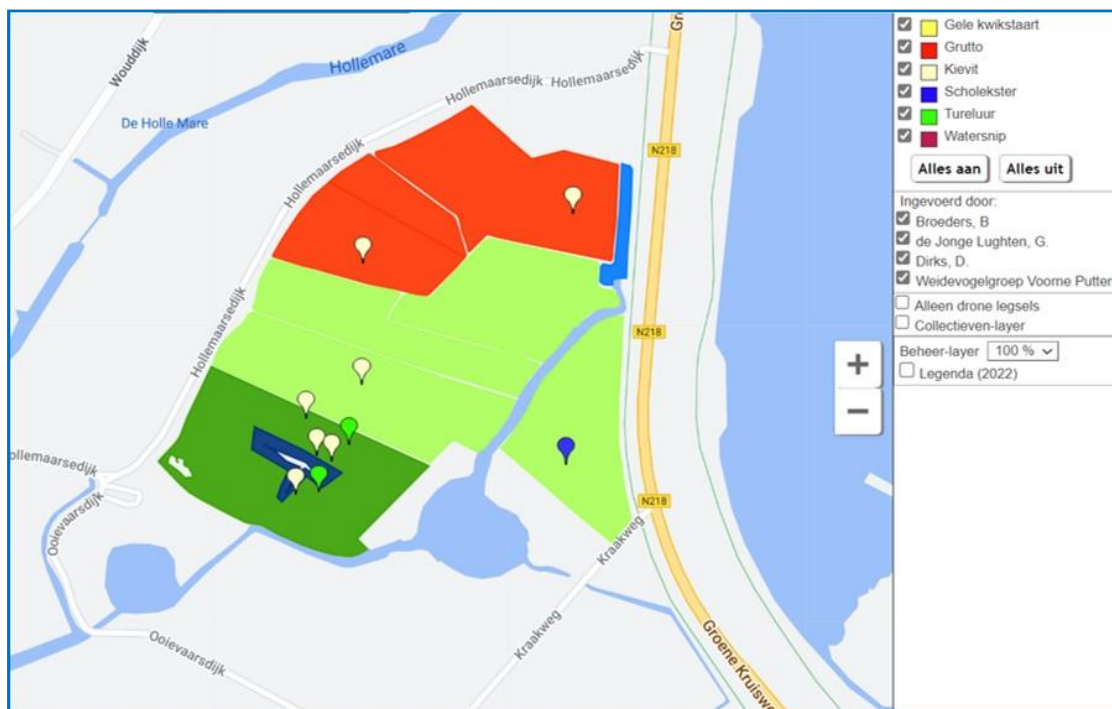 Wouddijk
Hollemare
De Holle Mare
Hollemaarsedijk
Hollemaarsedijk
Hollemaarsedijk
Hollemaarsedijk
N218
N218
N218
ollemaarsedijk
Ooievaarsdijk
Ooievaarsdijk
Kraakweg
Kraakweg
Groene Kruisweg
Gro
+
−
Gele kwikstaart
Grutto
Kievit
Scholekster
Tureluur
Watersnip
Alles aan Alles uit
Ingevoerd door:
Broeders, B
de Jonge Lughten, G.
Dirks, D.
Weidevogelgroep Voorne Putten
Alleen drone legsels
Collectieven-layer
Beheer-layer 100 %
Legenda (2022)